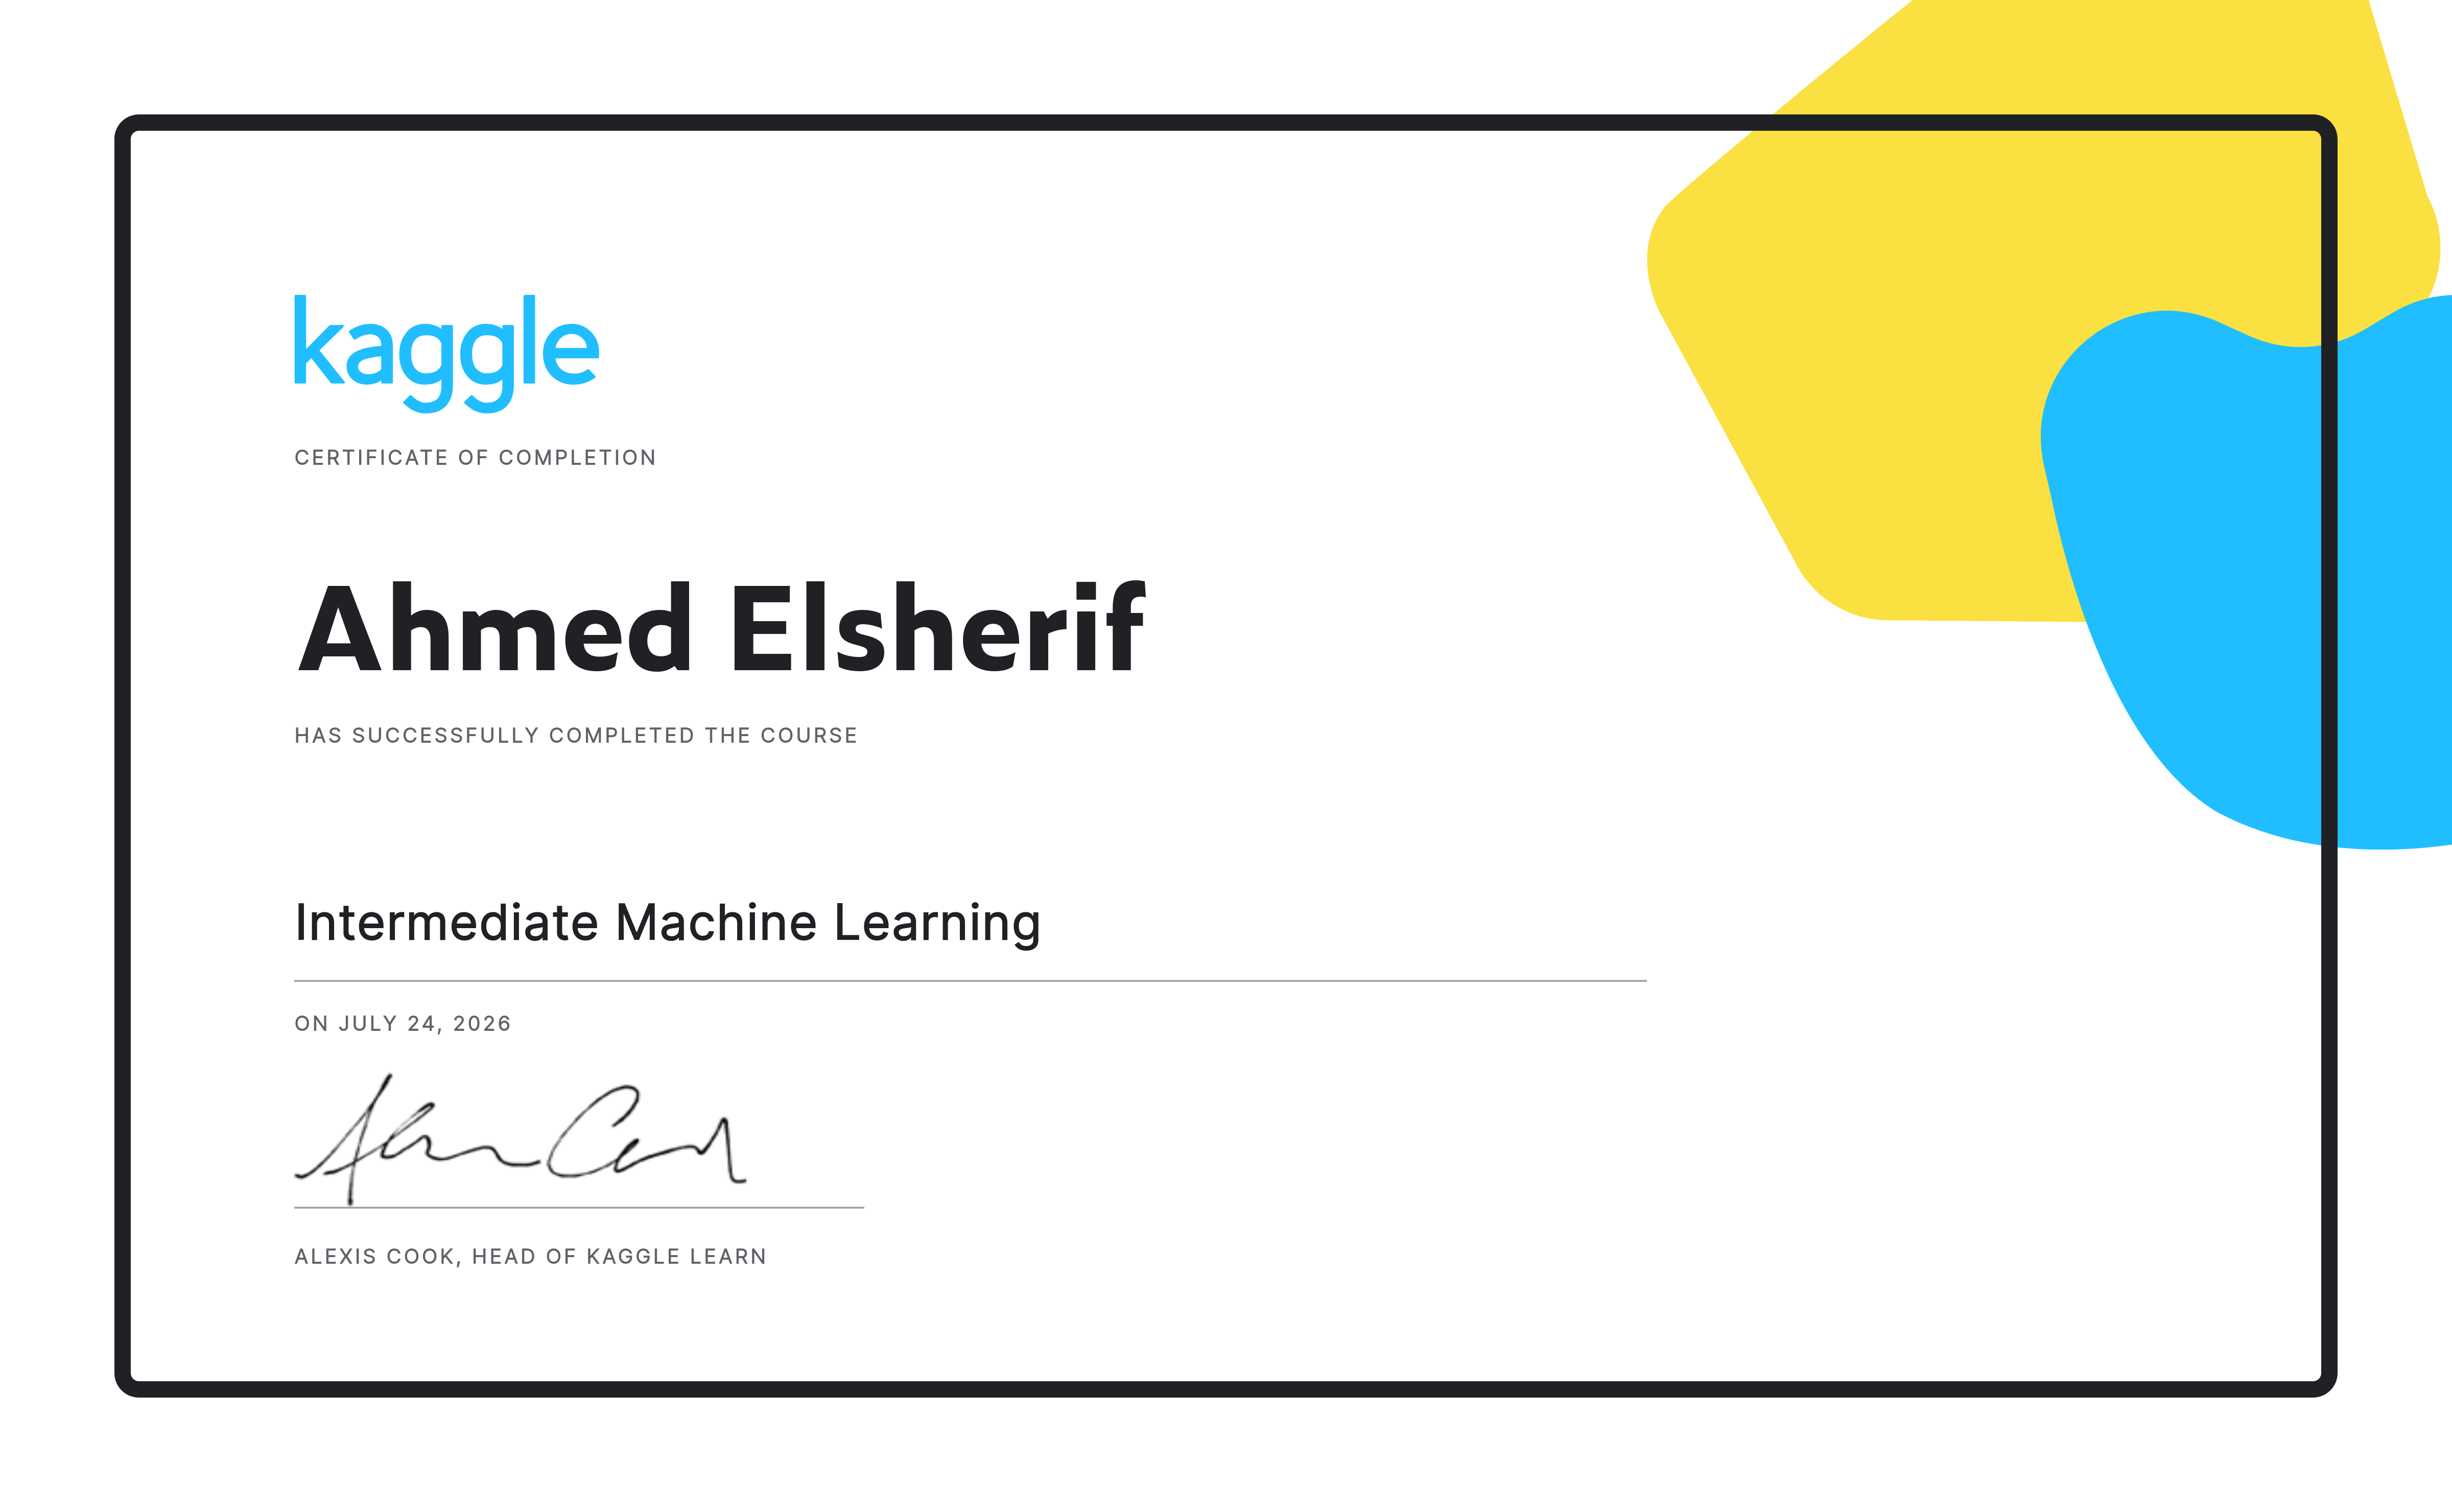 kaggle
CERTIFICATE OF COMPLETION
Ahmed Elsherif
HAS SUCCESSFULLY COMPLETED THE COURSE
Intermediate Machine Learning
ON JULY 24, 2026
ALEXIS COOK, HEAD OF KAGGLE LEARN